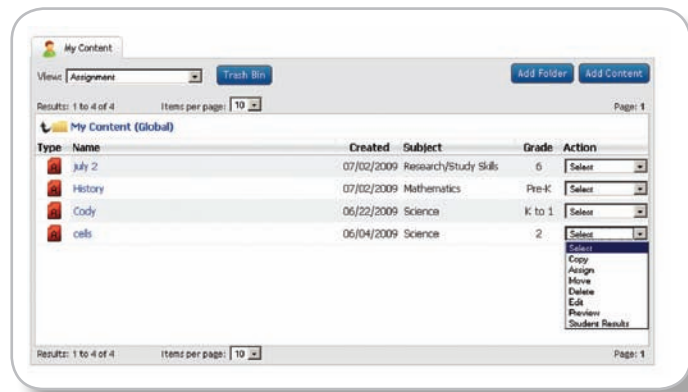 My Content
View: Assignment Trash Bin Add Folder Add Content
Results: 1 to 4 of 4 Items per page: 10 Page: 1
My Content (Global)
Type Name Created Subject Grade Action
july 2 07/02/2009 Research/Study Skills 6 Select
History 07/02/2009 Mathematics Pre-K Select
Cody 06/22/2009 Science K to 1 Select
cells 06/04/2009 Science 2 Select
Select
Copy
Assign
Move
Delete
Edit
Preview
Student Results
Results: 1 to 4 of 4 Items per page: 10 Page: 1